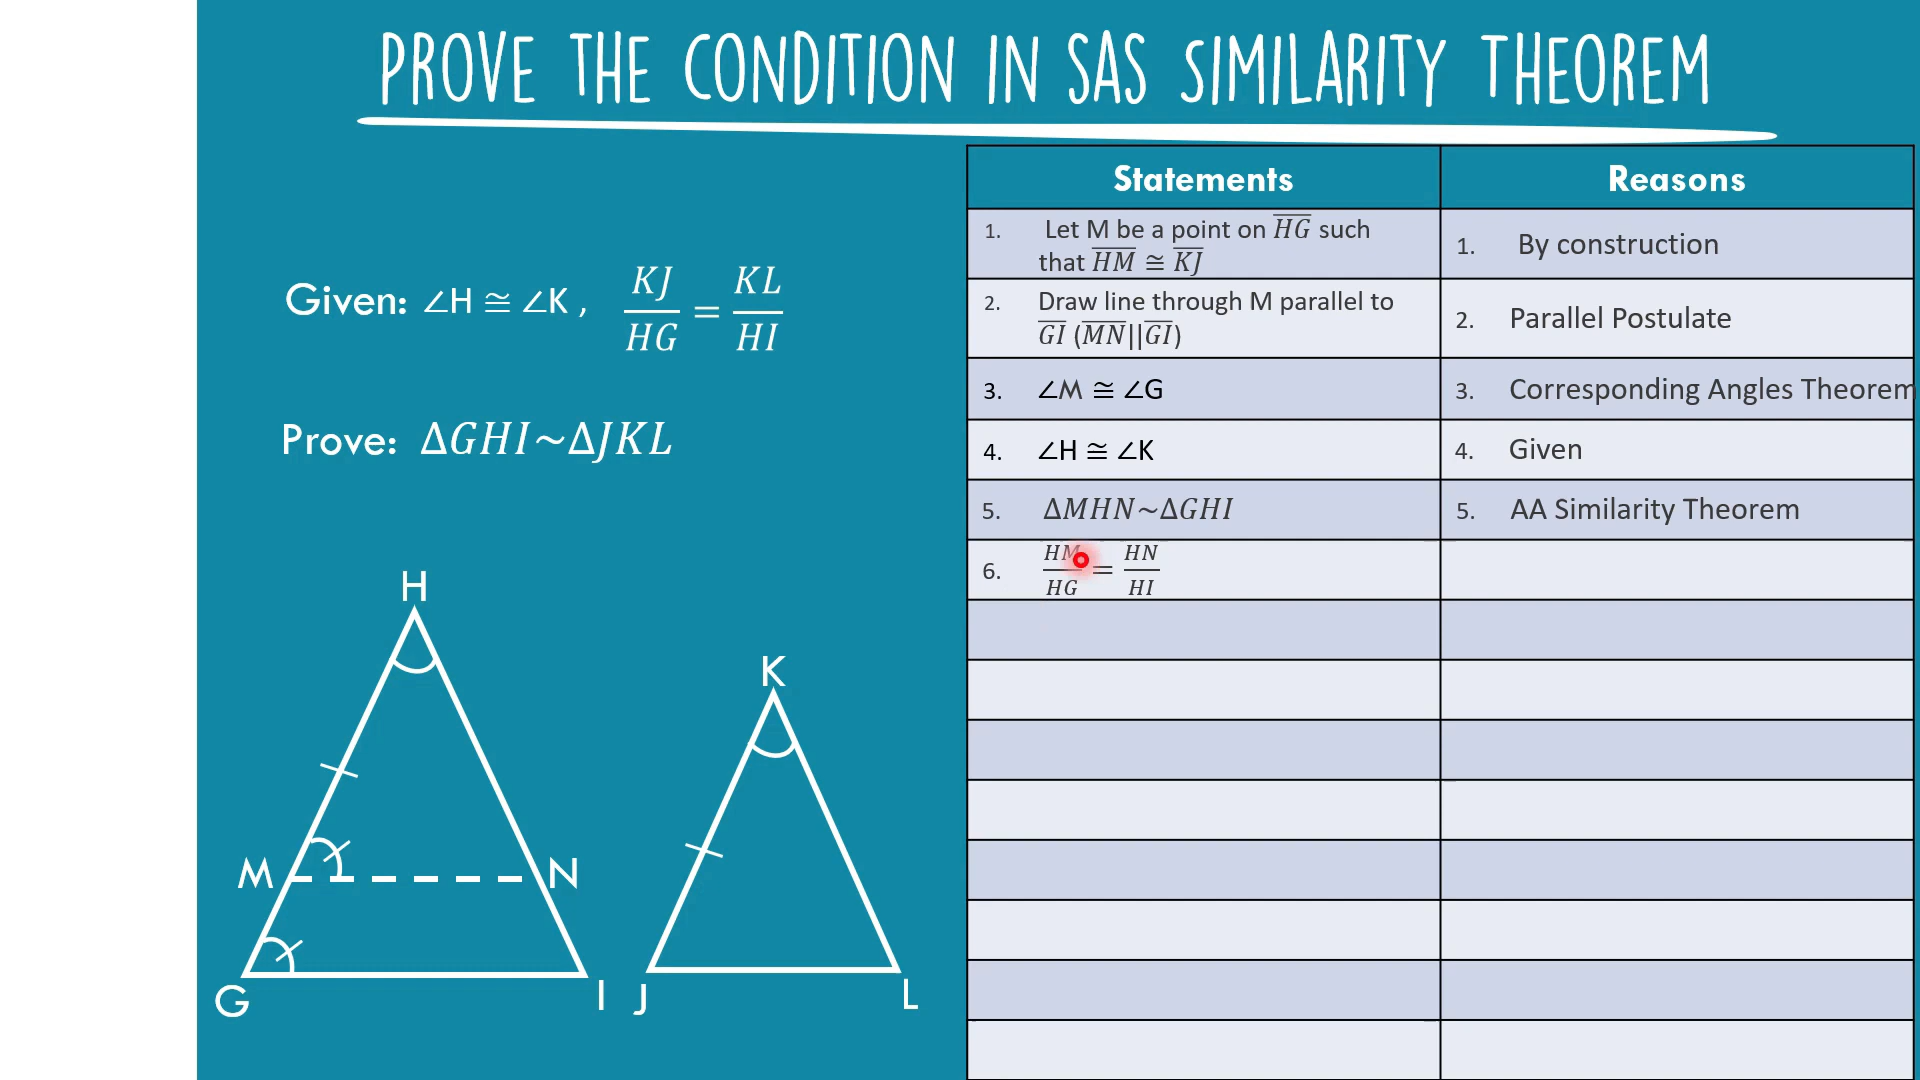 PROVE THE CONDITION IN SAS SIMILARITY THEOREM
Given: ∠H ≅ ∠K , KJ/HG = KL/HI
Prove: ΔGHI~ΔJKL
H
K
M
N
G
I
J
L
Statements Reasons
1. Let M be a point on HG such
that HM ≅ KJ
1. By construction
2. Draw line through M parallel to
GI (MN||GI)
2. Parallel Postulate
3. ∠M ≅ ∠G
3. Corresponding Angles Theorem
4. ∠H ≅ ∠K
4. Given
5. ΔMHN~ΔGHI
5. AA Similarity Theorem
6. HM/HG = HN/HI